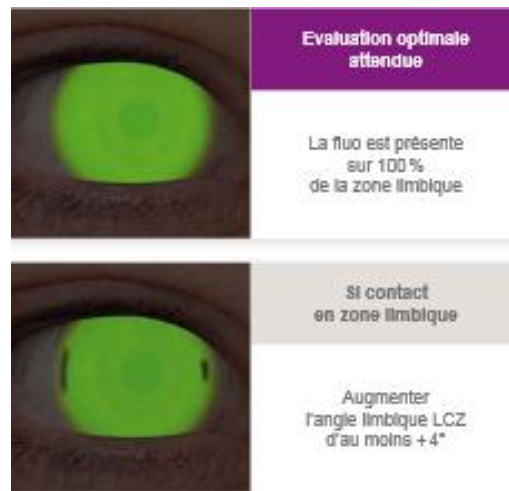 Evaluation optimale
attendue
La fluo est présente
sur 100 %
de la zone limbique
Si contact
en zone limbique
Augmenter
l'angle limbique LCZ
d'au moins +4°